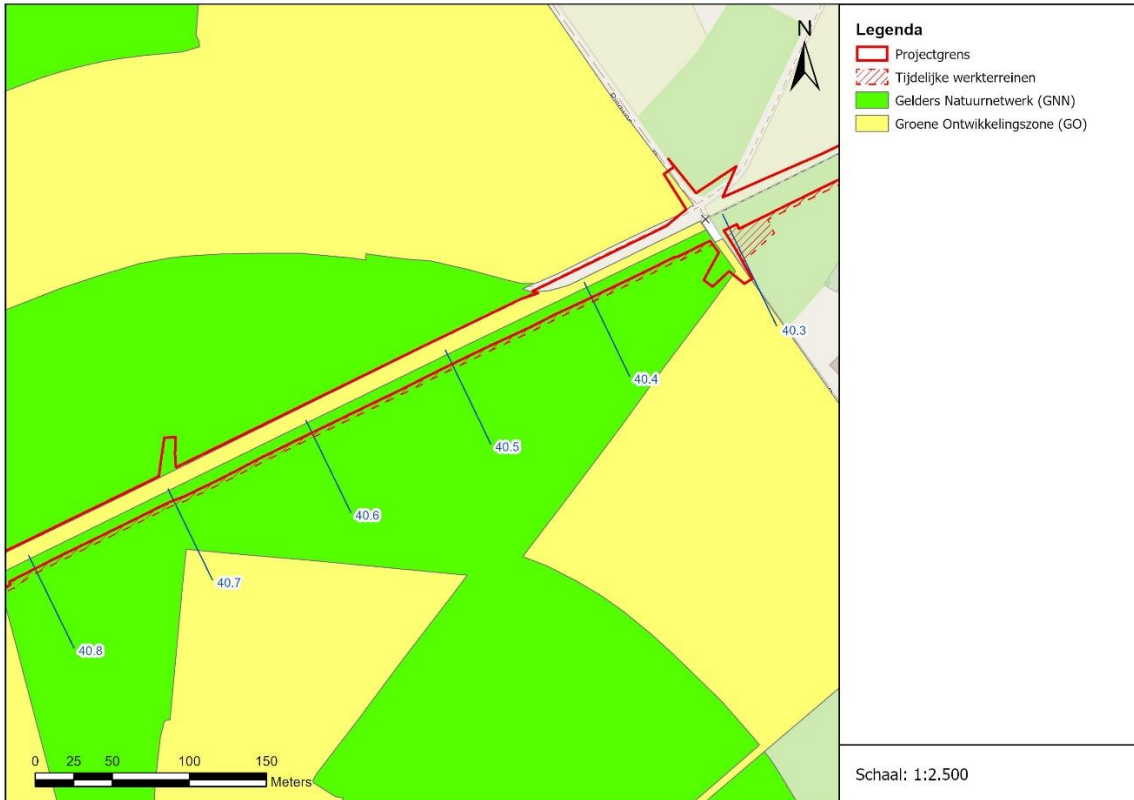 Legenda
Projectgrens
Tijdelijke werkterreinen
Gelders Natuurnetwerk (GNN)
Groene Ontwikkelingszone (GO)
N
40.3
40.4
40.5
40.6
40.7
40.8
0 25 50 100 150
Meters
Schaal: 1:2.500